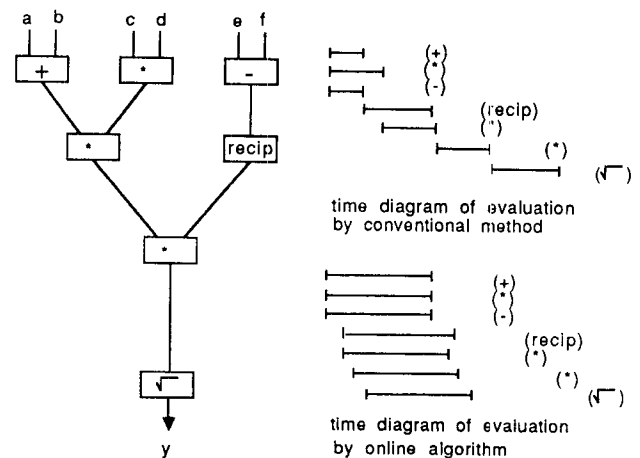 a b c d e f
+ * -
* recip
*
√
y
(+)
(*)
(-)
(recip)
(*)
(*)
(√)
time diagram of evaluation
by conventional method
(+)
(*)
(-)
(recip)
(*)
(*)
(√)
time diagram of evaluation
by online algorithm